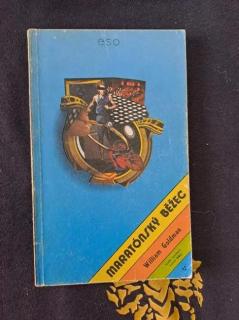 eso
MARATÓNSKÝ BĚŽEC
William Goldman